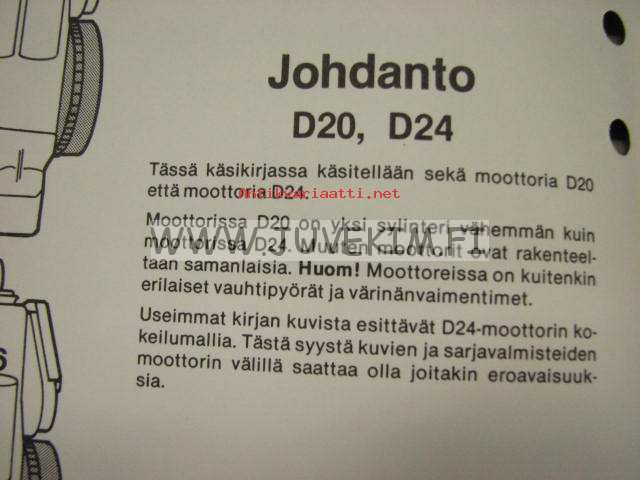 Johdanto
D20, D24
Tässä käsikirjassa käsitellään sekä moottoria D20
että moottoria D24.
Antikvariaatti.net
Moottorissa D20 on yksi sylinteri vähemmän kuin
WWW.JUVEKIM.FI
moottorissa D24. Muuten moottorit ovat rakenteel-
taan samanlaisia. Huom! Moottoreissa on kuitenkin
erilaiset vauhtipyörät ja värinänvaimentimet.
Useimmat kirjan kuvista esittävät D24-moottorin ko-
keilumallia. Tästä syystä kuvien ja sarjavalmisteiden
moottorin välillä saattaa olla joitakin eroavaisuuk-
sia.